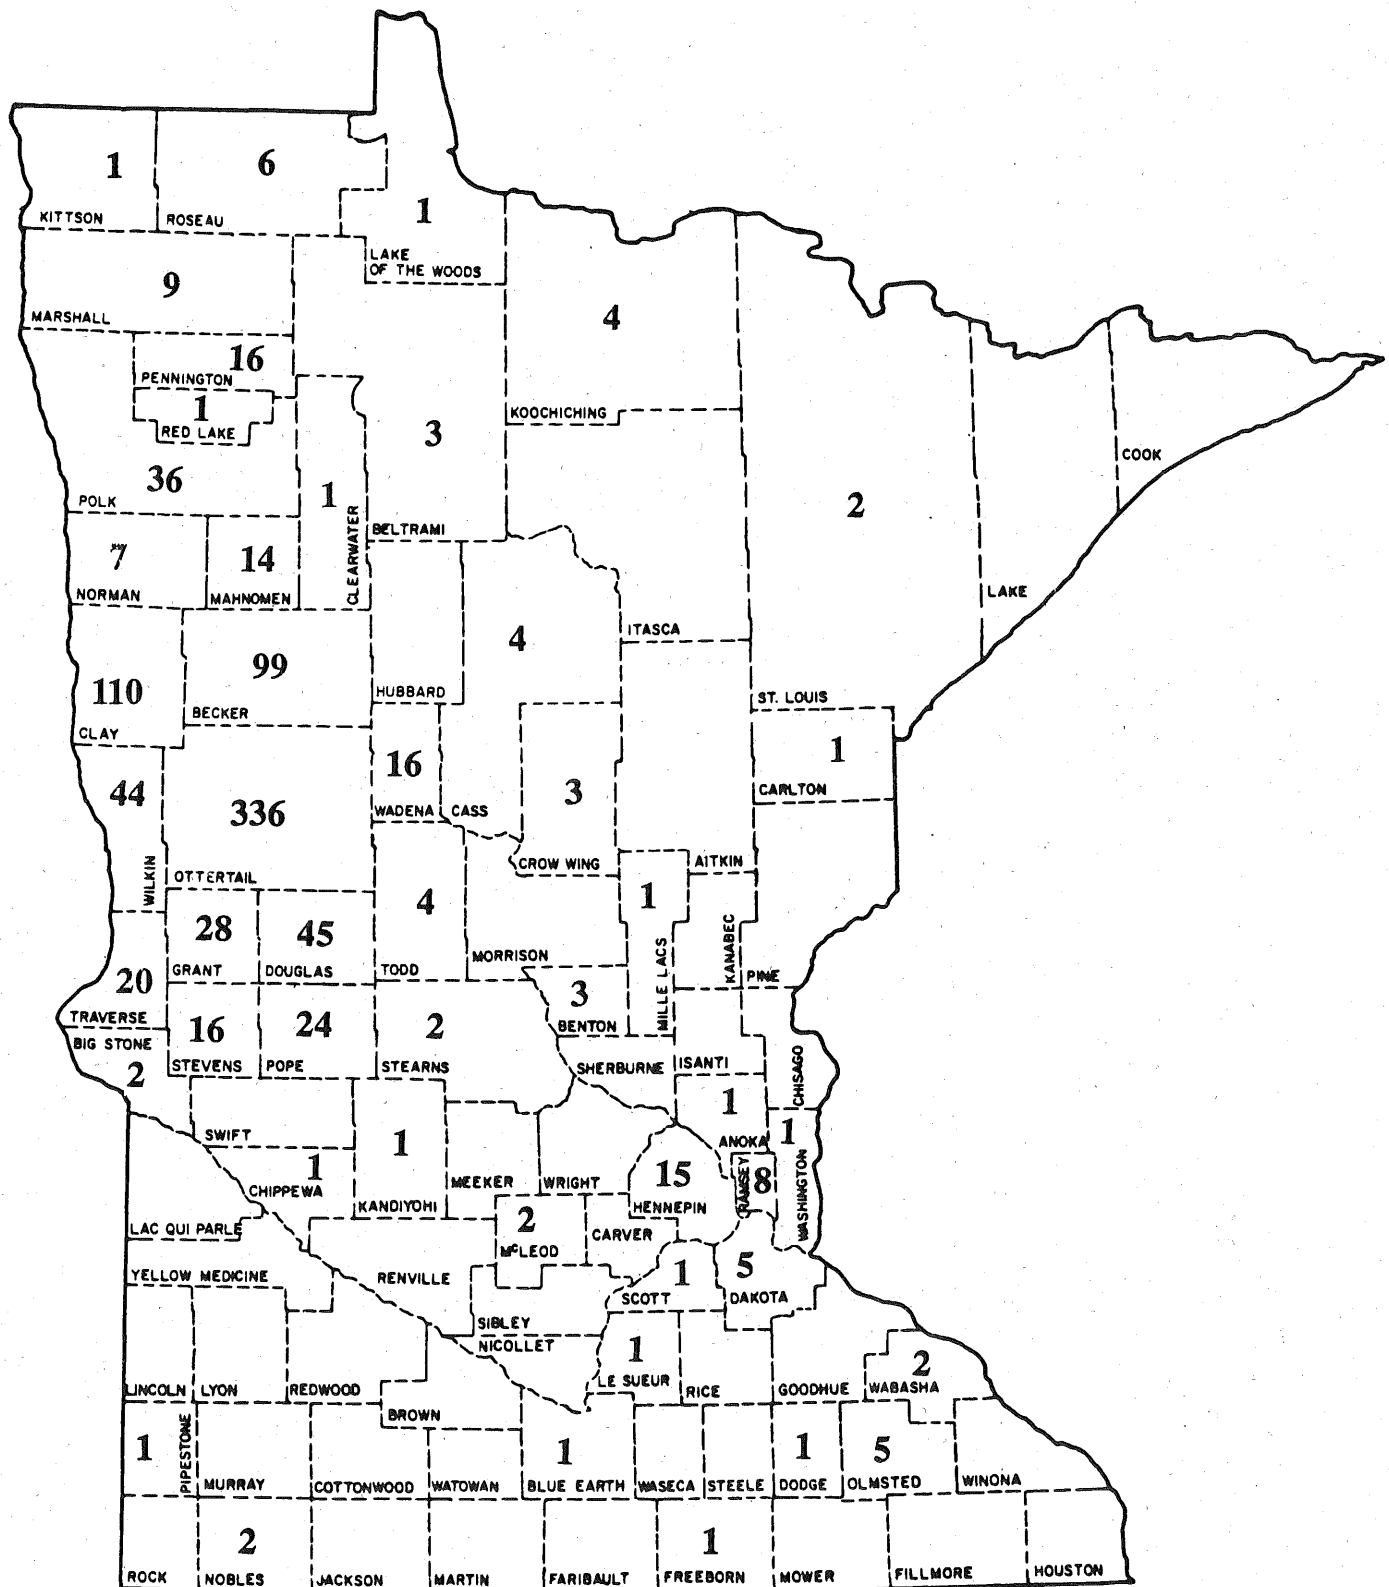 1
6
KITTSON
ROSEAU
1
LAKE
OF THE WOODS
9
MARSHALL
4
16
PENNINGTON
1
RED LAKE
KOOCHICHING
3
COOK
36
POLK
1
CLEARWATER
2
BELTRAMI
7
NORMAN
14
MAHNOMEN
LAKE
4
ITASCA
99
110
HUBBARD
BECKER
ST. LOUIS
CLAY
16
1
44
3
CARLTON
336
WADENA
CASS
WILKIN
OTTERTAIL
CROW WING
AITKIN
1
4
28
45
KANABEC
MORRISON
GRANT
DOUGLAS
TODD
PINE
20
MILLE LACS
3
TRAVERSE
16
24
2
BENTON
BIG STONE
STEVENS
POPE
STEARNS
SHERBURNE
ISANTI
CHISAGO
2
1
SWIFT
1
ANOKA
1
1
CHIPPEWA
MEEKER
WRIGHT
15
RAMSEY
8
WASHINGTON
KANDIYOHI
HENNEPIN
LAC QUI PARLE
2
McLEOD
CARVER
YELLOW MEDICINE
RENVILLE
1
5
SCOTT
DAKOTA
SIBLEY
NICOLLET
1
2
LINCOLN
LYON
REDWOOD
LE SUEUR
RICE
GOODHUE
WABASHA
BROWN
1
PIPESTONE
1
1
5
MURRAY
COTTONWOOD
WATOWAN
BLUE EARTH
WASECA
STEELE
DODGE
OLMSTED
WINONA
2
1
ROCK
NOBLES
JACKSON
MARTIN
FARIBAULT
FREEBORN
MOWER
FILLMORE
HOUSTON